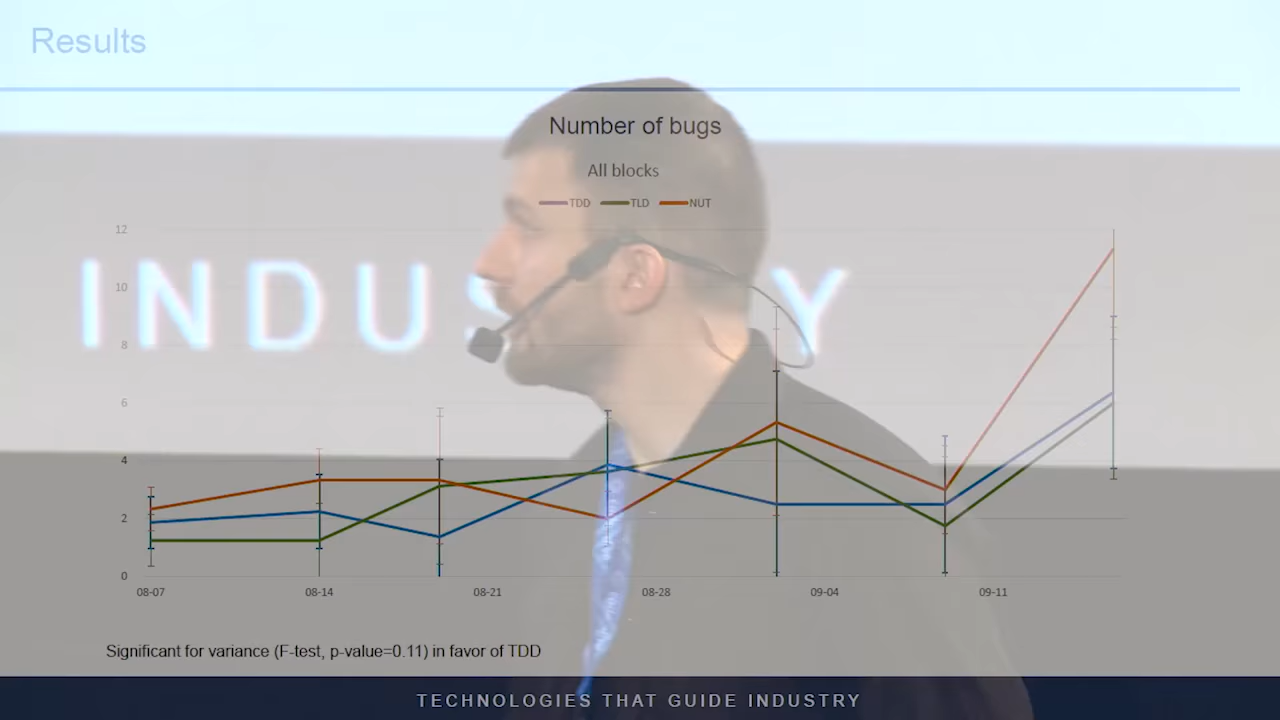 Results
Number of bugs
All blocks
TDD TLD NUT
12
10
8
6
4
2
0
08-07 08-14 08-21 08-28 09-04 09-11
INDUS Y
Significant for variance (F-test, p-value=0.11) in favor of TDD
TECHNOLOGIES THAT GUIDE INDUSTRY